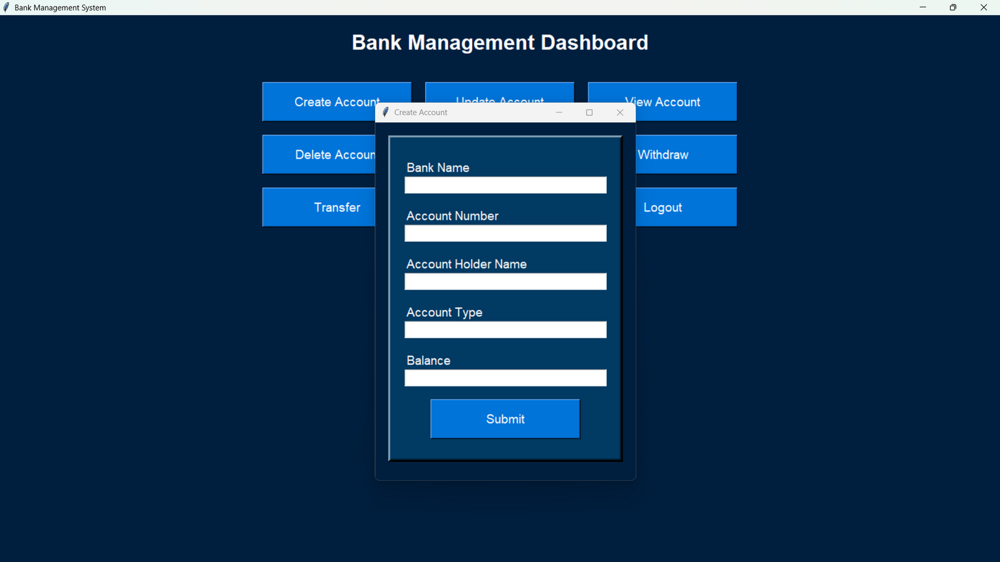 Bank Management System
Bank Management Dashboard
Create Account Update Account View Account
Create Account
Delete Accoun Withdraw
Bank Name
Transfer Logout
Account Number
Account Holder Name
Account Type
Balance
Submit